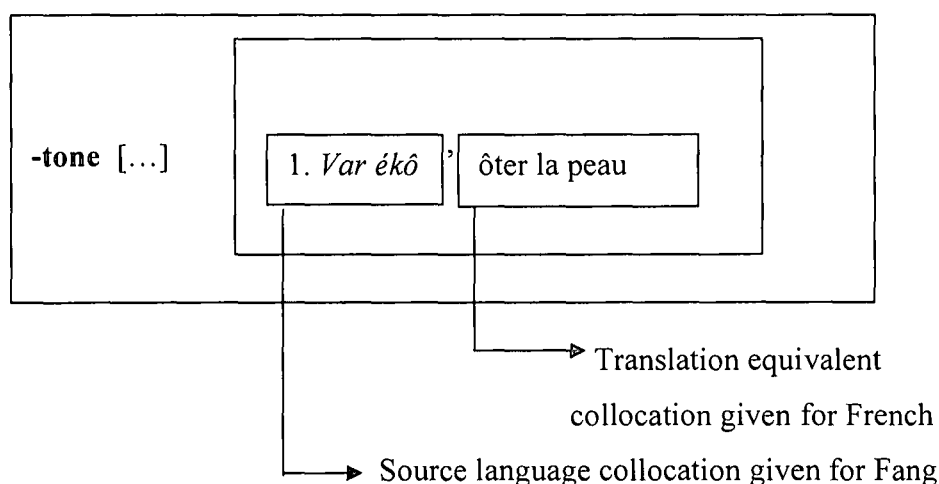 -tone […] 1. Var ékô , ôter la peau
Translation equivalent
collocation given for French
Source language collocation given for Fang